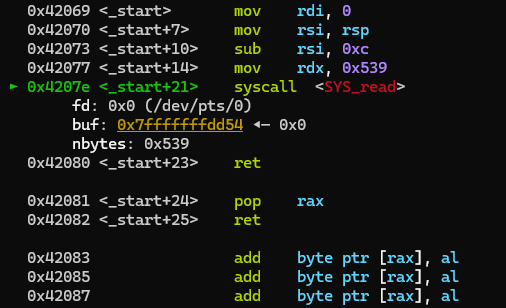 0x42069 <_start> mov rdi, 0
0x42070 <_start+7> mov rsi, rsp
0x42073 <_start+10> sub rsi, 0xc
0x42077 <_start+14> mov rdx, 0x539
► 0x4207e <_start+21> syscall <SYS_read>
fd: 0x0 (/dev/pts/0)
buf: 0x7fffffffdd54 ◂— 0x0
nbytes: 0x539
0x42080 <_start+23> ret
0x42081 <_start+24> pop rax
0x42082 <_start+25> ret
0x42083 add byte ptr [rax], al
0x42085 add byte ptr [rax], al
0x42087 add byte ptr [rax], al